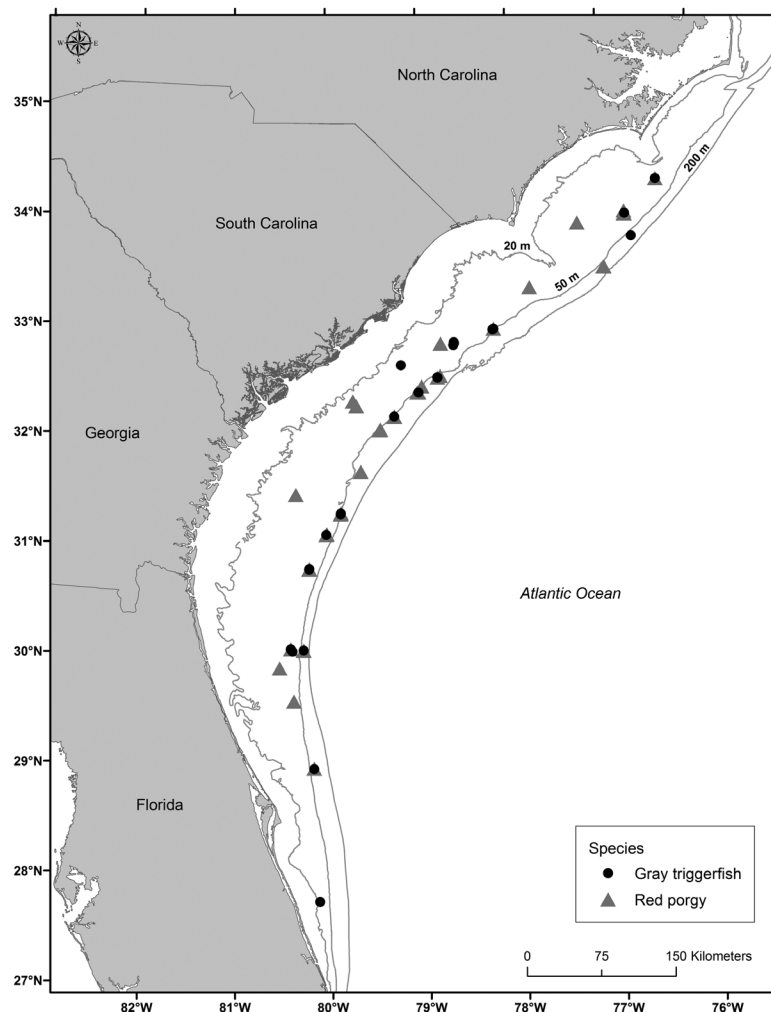 N
W E
S
North Carolina
35°N
200 m
34°N
South Carolina
20 m
50 m
33°N
32°N
Georgia
31°N
Atlantic Ocean
30°N
29°N
Florida
28°N
Species
Gray triggerfish
Red porgy
0 75 150 Kilometers
27°N
82°W 81°W 80°W 79°W 78°W 77°W 76°W